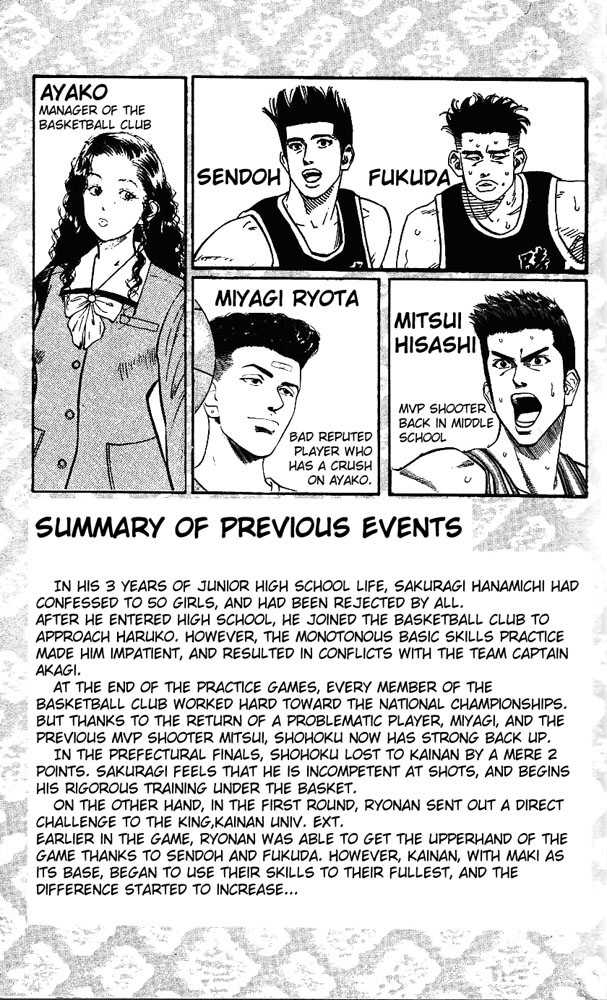 AYAKO
MANAGER OF THE
BASKETBALL CLUB
SENDOH
FUKUDA
MIYAGI RYOTA
BAD REPUTED
PLAYER WHO
HAS A CRUSH
ON AYAKO.
MITSUI
HISASHI
MVP SHOOTER
BACK IN MIDDLE
SCHOOL
SUMMARY OF PREVIOUS EVENTS
IN HIS 3 YEARS OF JUNIOR HIGH SCHOOL LIFE, SAKURAGI HANAMICHI HAD
CONFESSED TO 50 GIRLS, AND HAD BEEN REJECTED BY ALL.
AFTER HE ENTERED HIGH SCHOOL, HE JOINED THE BASKETBALL CLUB TO
APPROACH HARUKO. HOWEVER, THE MONOTONOUS BASIC SKILLS PRACTICE
MADE HIM IMPATIENT, AND RESULTED IN CONFLICTS WITH THE TEAM CAPTAIN
AKAGI.
AT THE END OF THE PRACTICE GAMES, EVERY MEMBER OF THE
BASKETBALL CLUB WORKED HARD TOWARD THE NATIONAL CHAMPIONSHIPS.
BUT THANKS TO THE RETURN OF A PROBLEMATIC PLAYER, MIYAGI, AND THE
PREVIOUS MVP SHOOTER MITSUI, SHOHOKU NOW HAS STRONG BACK UP.
IN THE PREFECTURAL FINALS, SHOHOKU LOST TO KAINAN BY A MERE 2
POINTS. SAKURAGI FEELS THAT HE IS INCOMPETENT AT SHOTS, AND BEGINS
HIS RIGOROUS TRAINING UNDER THE BASKET.
ON THE OTHER HAND, IN THE FIRST ROUND, RYONAN SENT OUT A DIRECT
CHALLENGE TO THE KING,KAINAN UNIV. EXT.
EARLIER IN THE GAME, RYONAN WAS ABLE TO GET THE UPPERHAND OF THE
GAME THANKS TO SENDOH AND FUKUDA. HOWEVER, KAINAN, WITH MAKI AS
ITS BASE, BEGAN TO USE THEIR SKILLS TO THEIR FULLEST, AND THE
DIFFERENCE STARTED TO INCREASE...